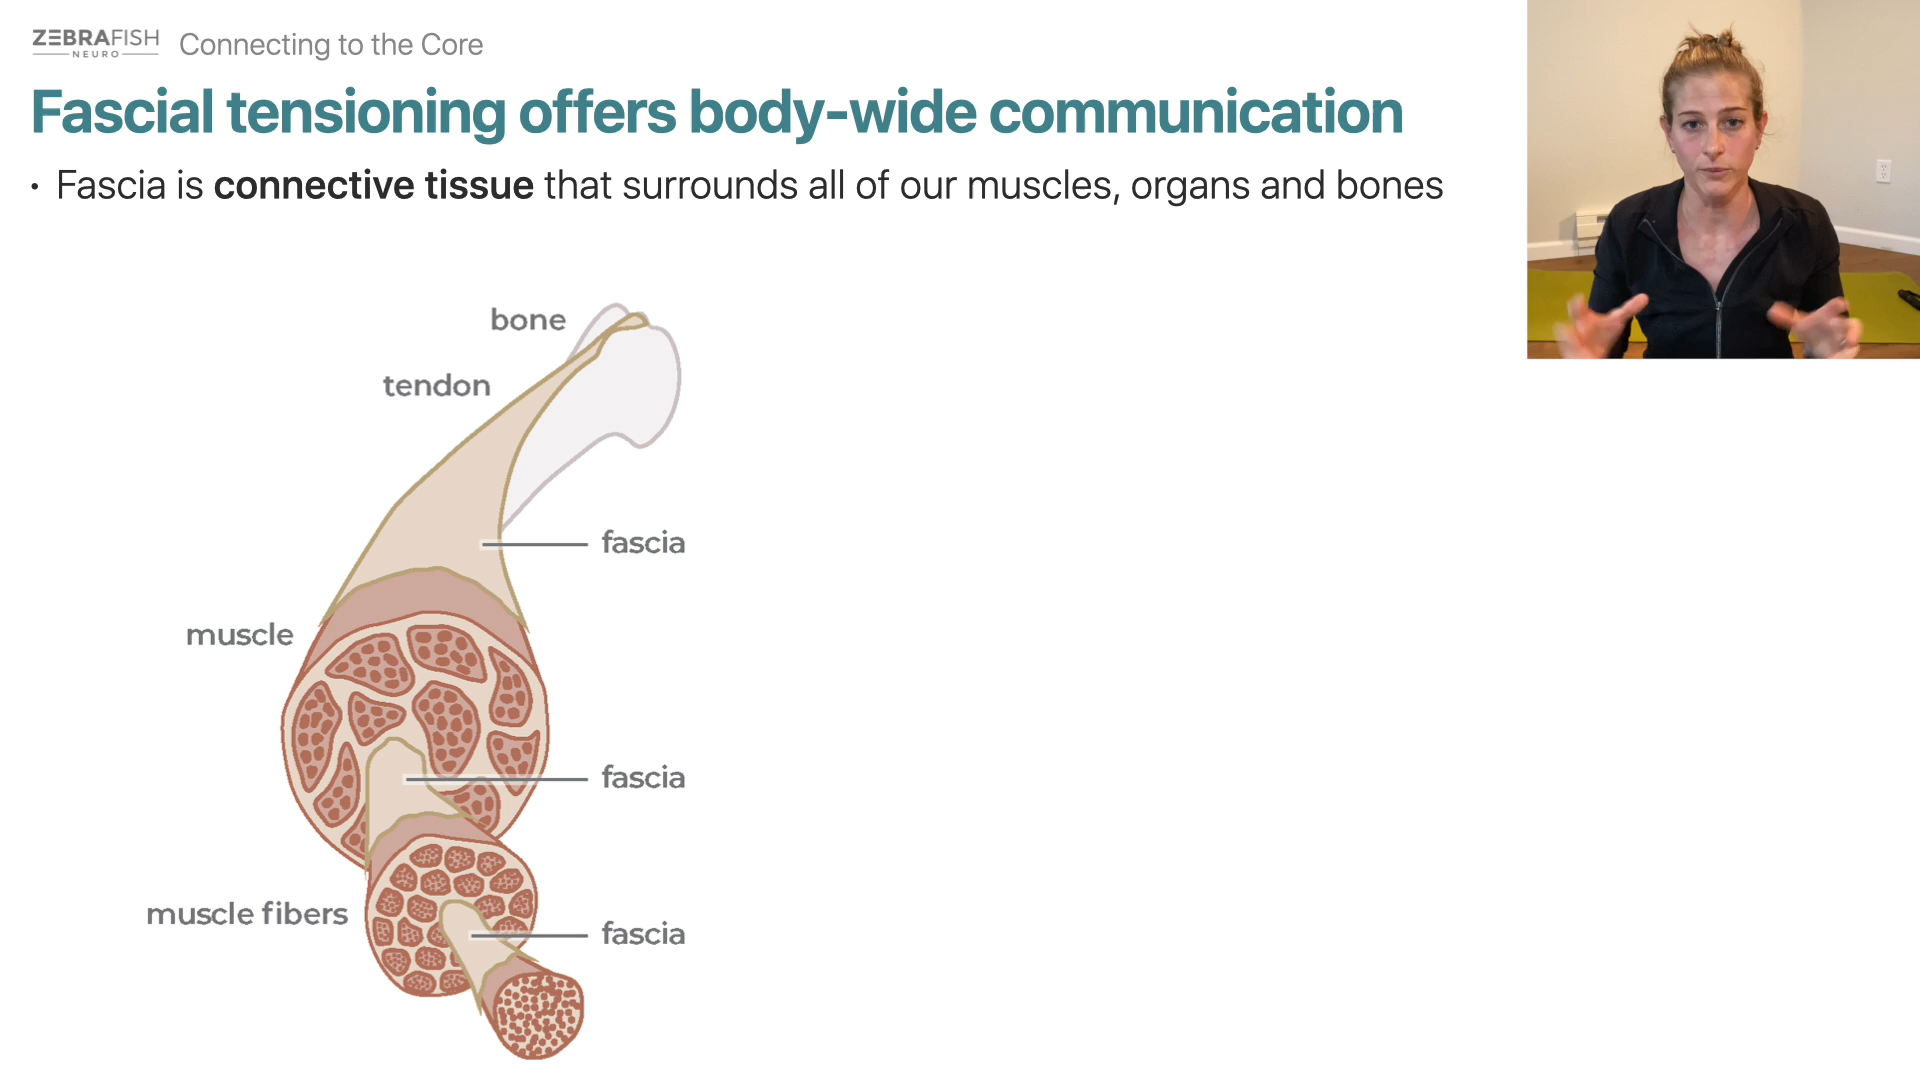 ZEBRAFISH
NEURO
Connecting to the Core
Fascial tensioning offers body-wide communication
• Fascia is connective tissue that surrounds all of our muscles, organs and bones
bone
tendon
fascia
muscle
fascia
muscle fibers
fascia